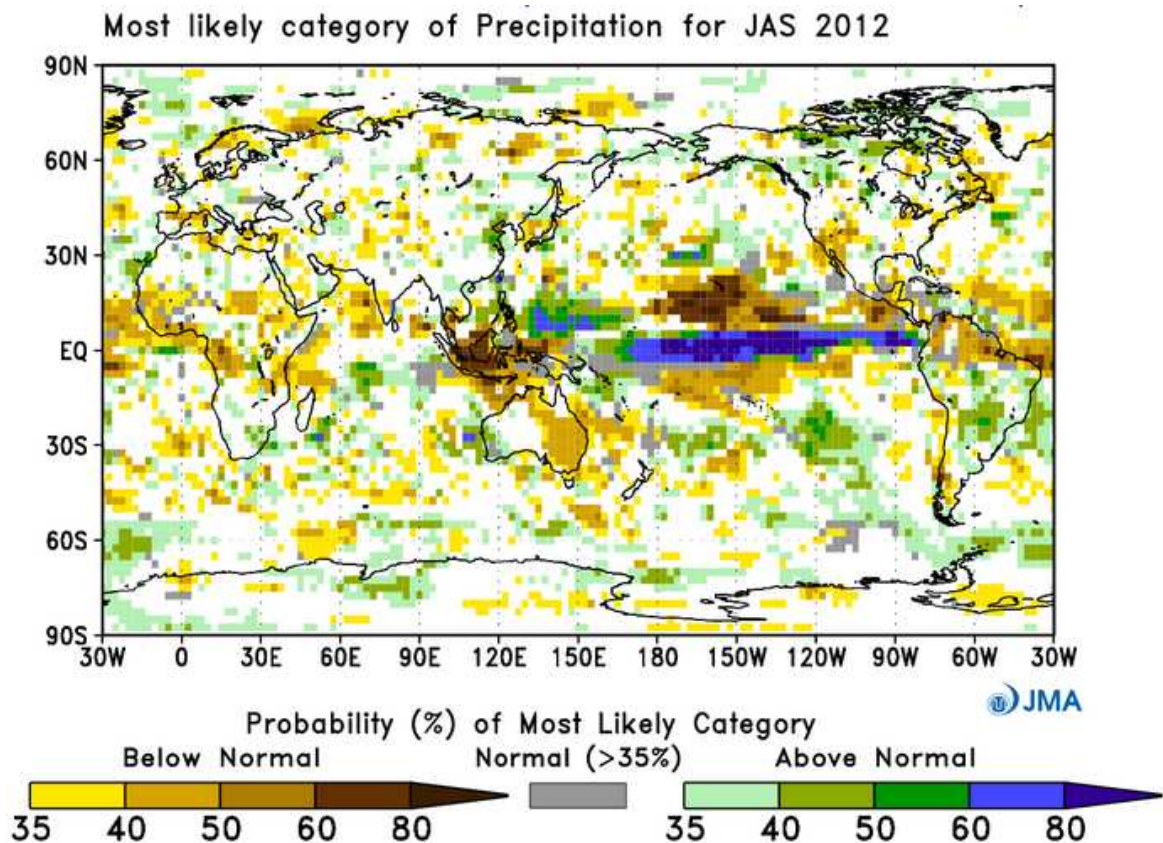 Most likely category of Precipitation for JAS 2012
90N
60N
30N
EQ
30S
60S
90S
30W 0 30E 60E 90E 120E 150E 180 150W 120W 90W 60W 30W
JMA
Probability (%) of Most Likely Category
Below Normal Normal (>35%) Above Normal
35 40 50 60 80 35 40 50 60 80